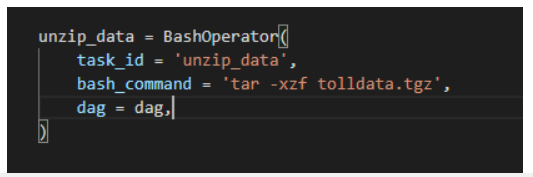 unzip_data = BashOperator(
    task_id = 'unzip_data',
    bash_command = 'tar -xzf tolldata.tgz',
    dag = dag,
)